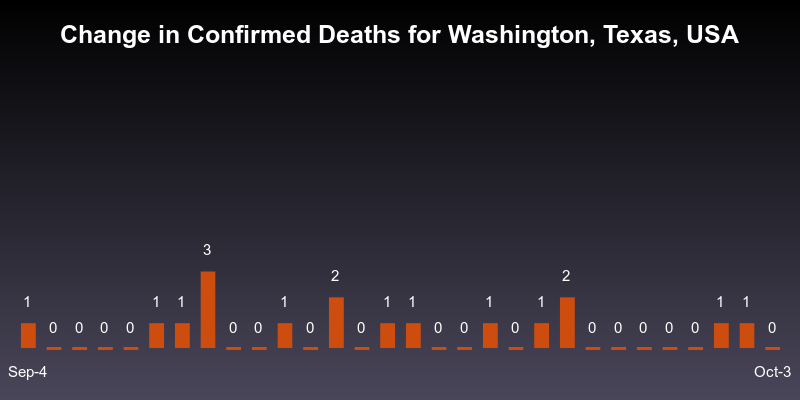 Change in Confirmed Deaths for Washington, Texas, USA
1 0 0 0 0 1 1 3 0 0 1 0 2 0 1 1 0 0 1 0 1 2 0 0 0 0 0 1 1 0
Sep-4 Oct-3